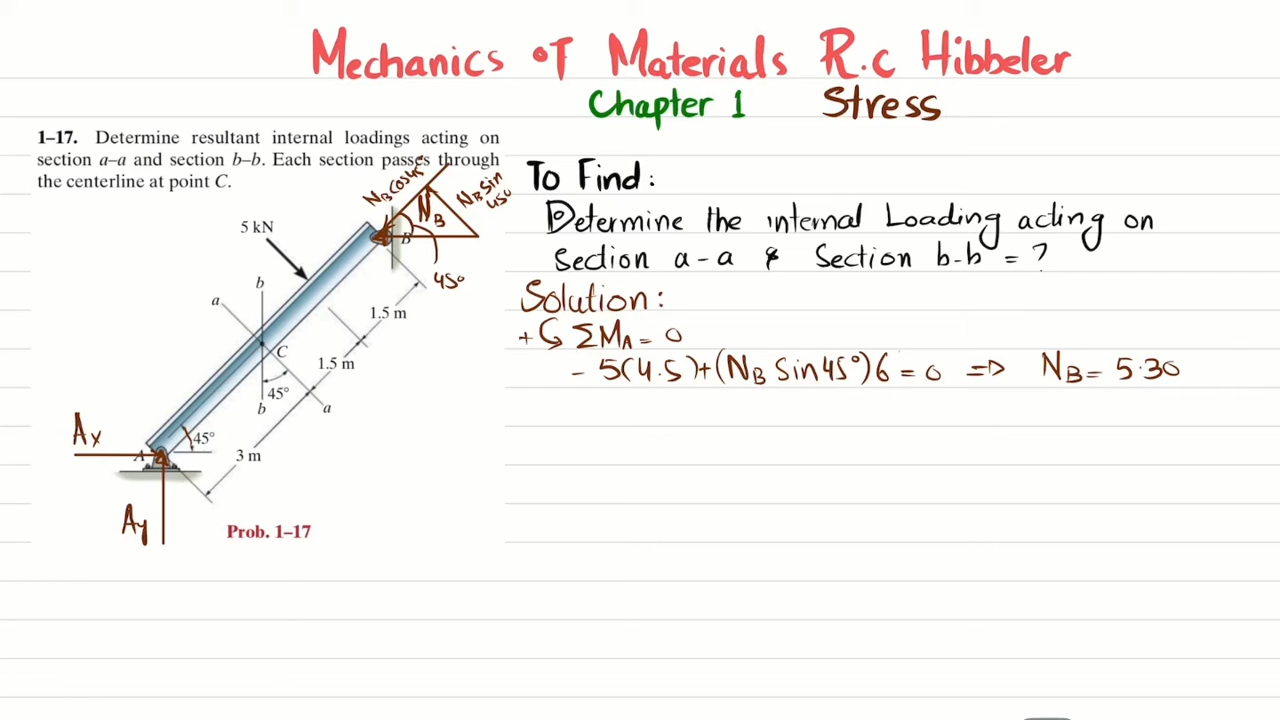 Mechanics of Materials R.c Hibbeler
Chapter 1 Stress
1–17. Determine resultant internal loadings acting on
section a–a and section b–b. Each section passes through
the centerline at point C.
To Find:
Determine the internal Loading acting on
Section a-a & Section b-b = ?
Solution:
+ ΣMA = 0
- 5(4.5)+(NB Sin45°)6 = 0 => NB = 5.30
NB cos45°
NB
NB Sin
45°
5 kN
B
45°
b
a
1.5 m
C
1.5 m
45°
b
a
Ax
A
45°
3 m
Ay
Prob. 1–17